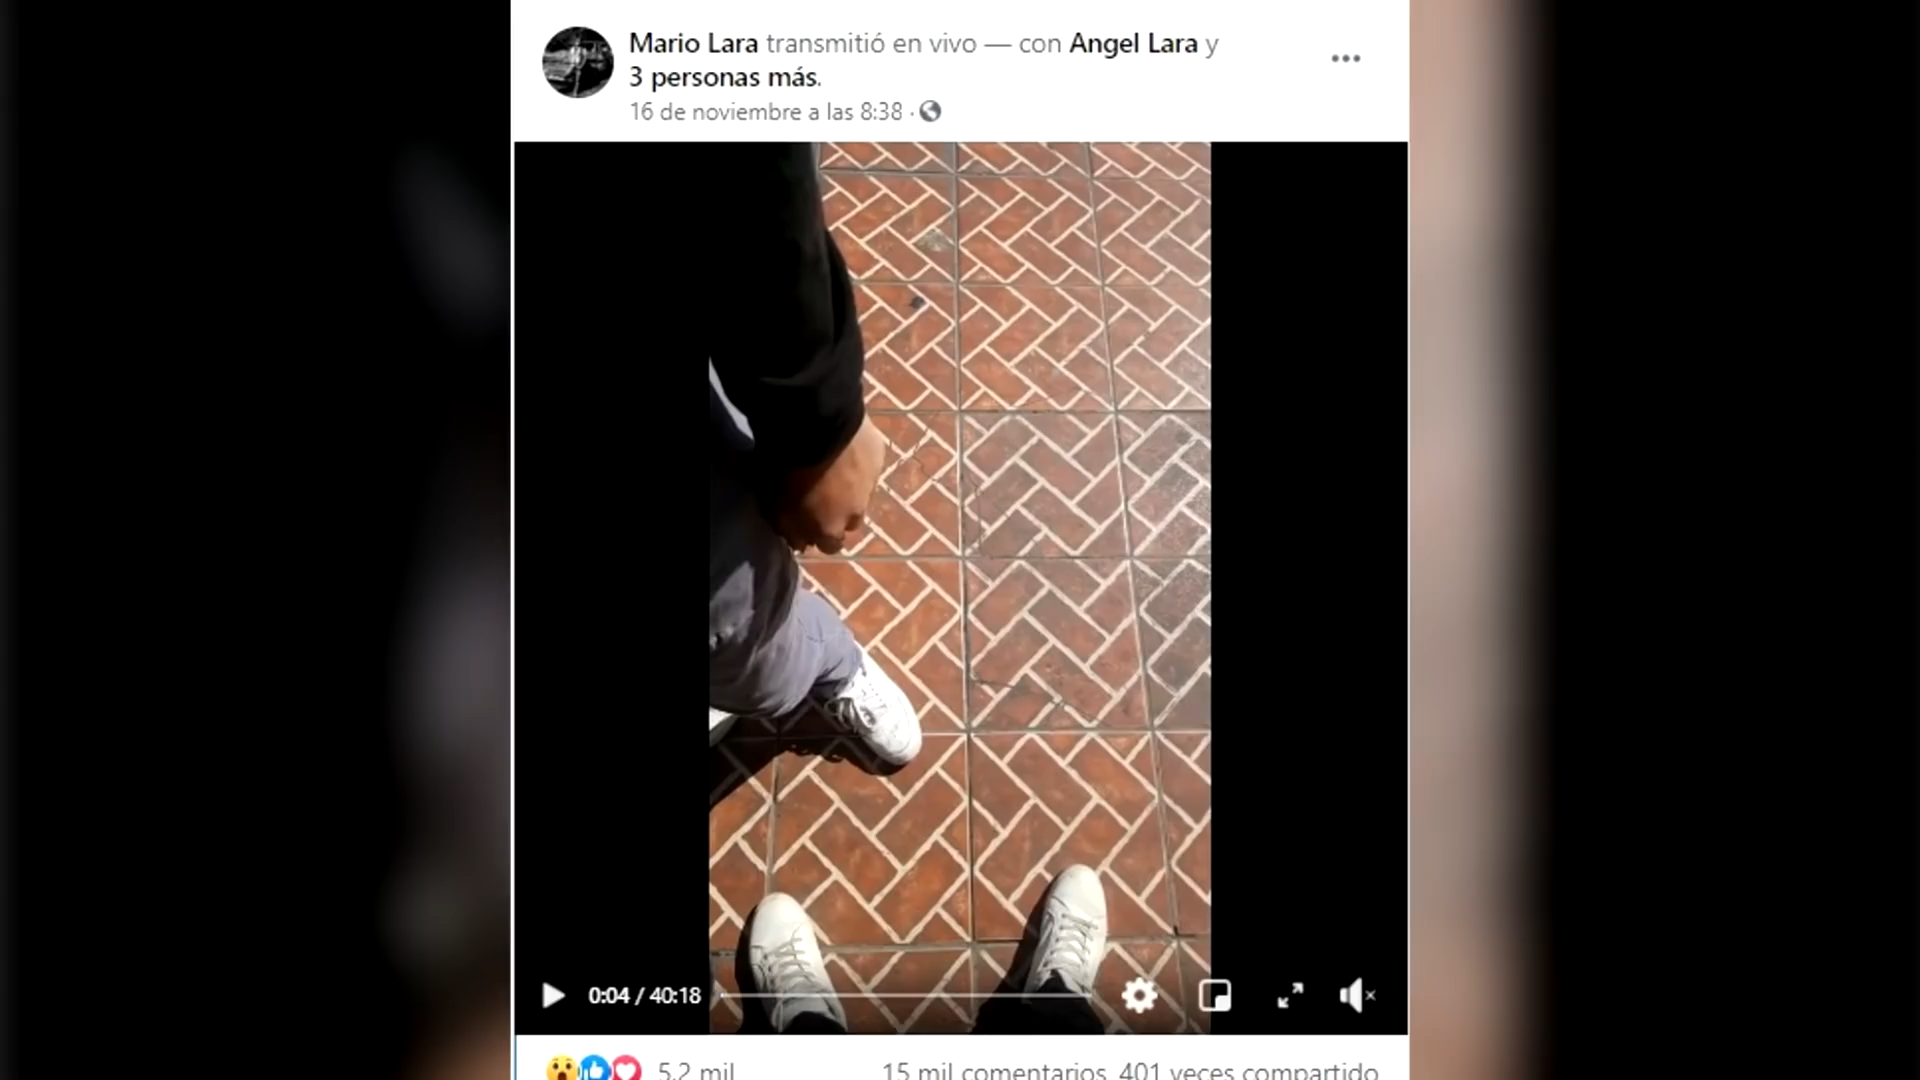 Mario Lara transmitió en vivo — con Angel Lara y
3 personas más.
16 de noviembre a las 8:38 ·
0:04 / 40:18
5.2 mil
15 mil comentarios 401 veces compartido